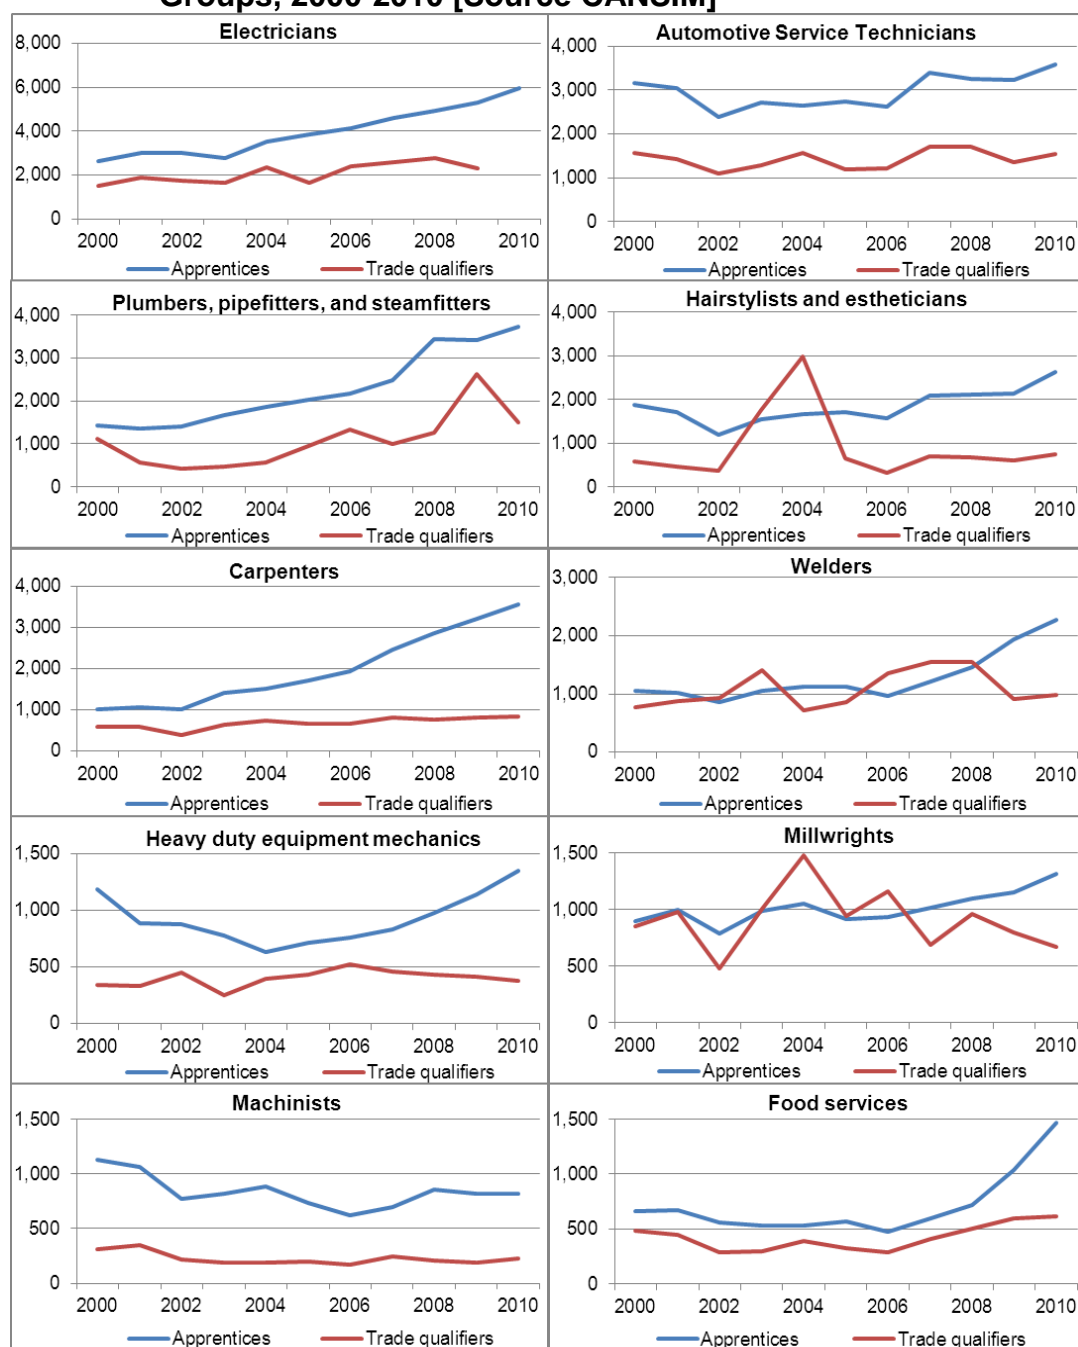 Groups, 2000-2010 [Source CANSIM]
Electricians
8,000
6,000
4,000
2,000
0
2000 2002 2004 2006 2008 2010
Apprentices Trade qualifiers
Automotive Service Technicians
4,000
3,000
2,000
1,000
0
2000 2002 2004 2006 2008 2010
Apprentices Trade qualifiers
Plumbers, pipefitters, and steamfitters
4,000
3,000
2,000
1,000
0
2000 2002 2004 2006 2008 2010
Apprentices Trade qualifiers
Hairstylists and estheticians
4,000
3,000
2,000
1,000
0
2000 2002 2004 2006 2008 2010
Apprentices Trade qualifiers
Carpenters
4,000
3,000
2,000
1,000
0
2000 2002 2004 2006 2008 2010
Apprentices Trade qualifiers
Welders
3,000
2,000
1,000
0
2000 2002 2004 2006 2008 2010
Apprentices Trade qualifiers
Heavy duty equipment mechanics
1,500
1,000
500
0
2000 2002 2004 2006 2008 2010
Apprentices Trade qualifiers
Millwrights
1,500
1,000
500
0
2000 2002 2004 2006 2008 2010
Apprentices Trade qualifiers
Machinists
1,500
1,000
500
0
2000 2002 2004 2006 2008 2010
Apprentices Trade qualifiers
Food services
1,500
1,000
500
0
2000 2002 2004 2006 2008 2010
Apprentices Trade qualifiers